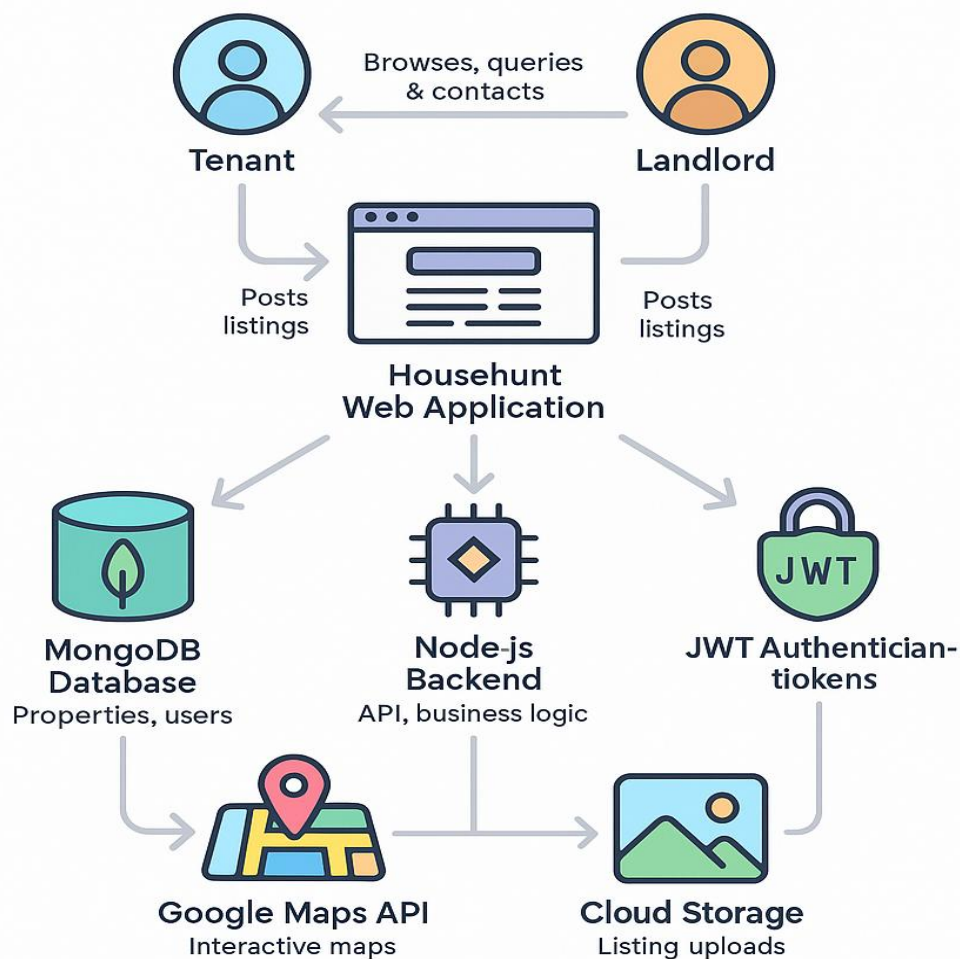 Browses, queries
& contacts
Tenant
Landlord
Posts
listings
Posts
listings
Househunt
Web Application
JWT
MongoDB
Database
Properties, users
Node-js
Backend
API, business logic
JWT Authentician-
tiokens
Google Maps API
Interactive maps
Cloud Storage
Listing uploads